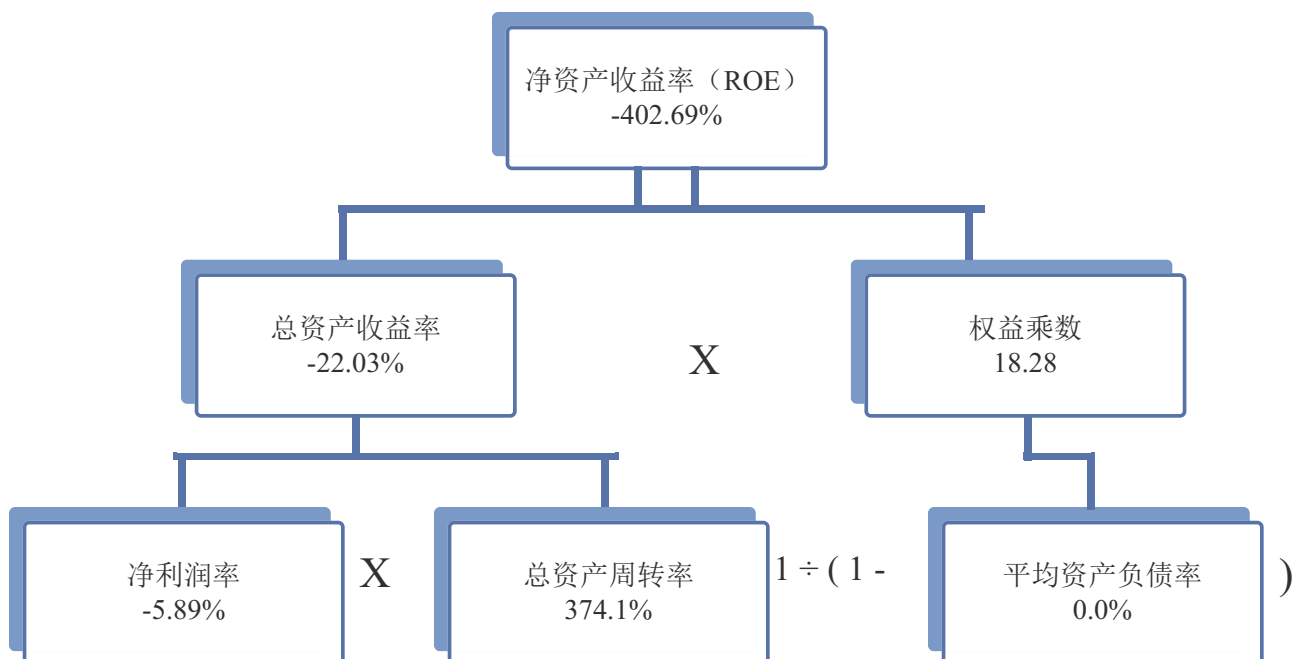 净资产收益率（ROE）
-402.69%
总资产收益率
-22.03%
X
权益乘数
18.28
净利润率
-5.89%
X
总资产周转率
374.1%
1 ÷ ( 1 -
平均资产负债率
0.0%
)